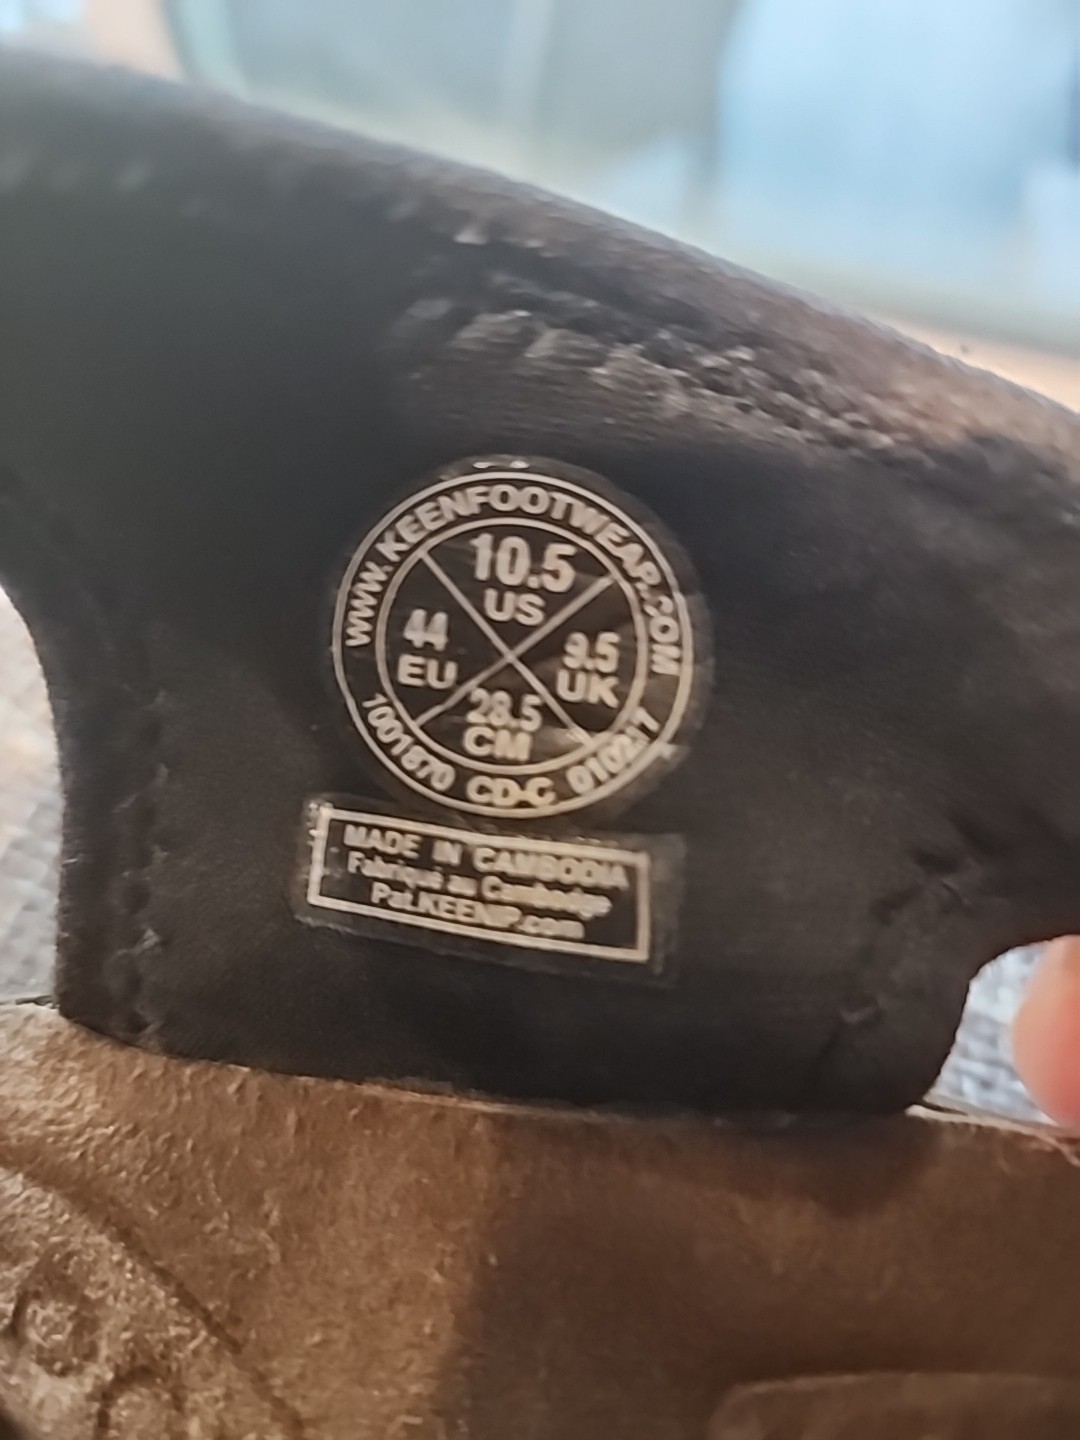 WWW.KEENFOOTWEAR.COM
10.5
US
44
EU
9.5
UK
28.5
CM
1001870 CD-C 010217
MADE IN CAMBODIA
Fabriqué au Cambodge
Pat.KEENIP.com